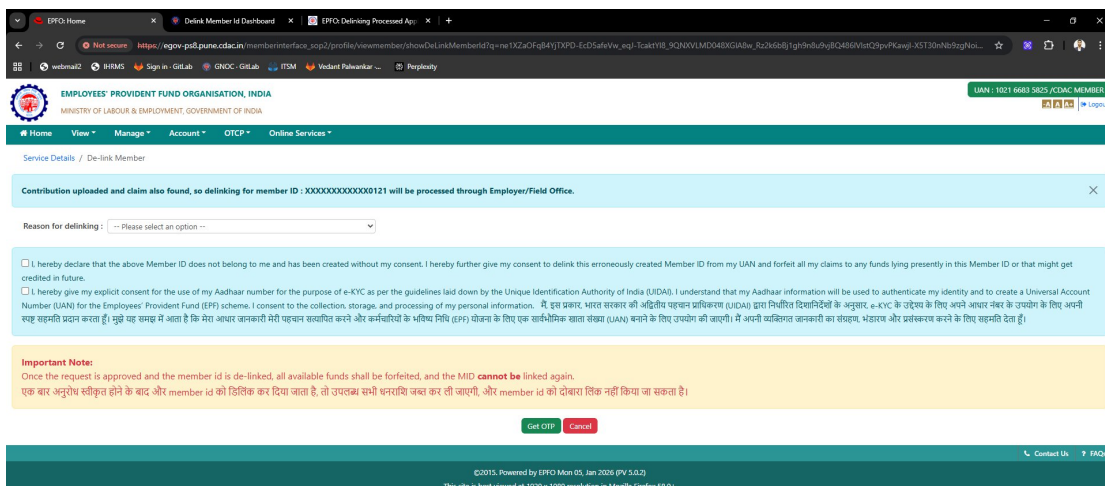 EPFO: Home
Delink Member Id Dashboard
EPFO: Delinking Processed App
Not secure https://egov-ps8.pune.cdac.in/memberinterface_sop2/profile/viewmember/showDeLinkMemberId?q=
webmail2 IHRMS Sign in · GitLab GNOC · GitLab ITSM Vedant Palwankar -... Perplexity
EMPLOYEES' PROVIDENT FUND ORGANISATION, INDIA
MINISTRY OF LABOUR & EMPLOYMENT, GOVERNMENT OF INDIA
UAN : 1021 6683 5825 /CDAC MEMBER
-A A A+ Logou
Home View Manage Account OTCP Online Services
Service Details / De-link Member
Contribution uploaded and claim also found, so delinking for member ID : XXXXXXXXXXXX0121 will be processed through Employer/Field Office.
Reason for delinking : -- Please select an option --
I, hereby declare that the above Member ID does not belong to me and has been created without my consent. I hereby further give my consent to delink this erroneously created Member ID from my UAN and forfeit all my claims to any funds lying presently in this Member ID or that might get
credited in future.
I, hereby give my explicit consent for the use of my Aadhaar number for the purpose of e-KYC as per the guidelines laid down by the Unique Identification Authority of India (UIDAI). I understand that my Aadhaar information will be used to authenticate my identity and to create a Universal Account
Number (UAN) for the Employees' Provident Fund (EPF) scheme. I consent to the collection, storage, and processing of my personal information. मैं, इस प्रकार, भारत सरकार की अद्वितीय पहचान प्राधिकरण (UIDAI) द्वारा निर्धारित दिशानिर्देशों के अनुसार, e-KYC के उद्देश्य के लिए अपने आधार नंबर के उपयोग के लिए अपनी
स्पष्ट सहमति प्रदान करता हूँ। मुझे यह समझ में आता है कि मेरा आधार जानकारी मेरी पहचान सत्यापित करने और कर्मचारियों के भविष्य निधि (EPF) योजना के लिए एक सार्वभौमिक खाता संख्या (UAN) बनाने के लिए उपयोग की जाएगी। मैं अपनी व्यक्तिगत जानकारी का संग्रहण, भंडारण और प्रसंस्करण करने के लिए सहमति देता हूँ।
Important Note:
Once the request is approved and the member id is de-linked, all available funds shall be forfeited, and the MID cannot be linked again.
एक बार अनुरोध स्वीकृत होने के बाद और member id को डिलिंक कर दिया जाता है, तो उपलब्ध सभी धनराशि जब्त कर ली जाएगी, और member id को दोबारा लिंक नहीं किया जा सकता है।
Get OTP Cancel
Contact Us ? FAQs
©2015. Powered by EPFO Mon 05, Jan 2026 (PV 5.0.2)
This site is best viewed at 1920 x 1080 resolution in Mozilla Firefox 58.0+